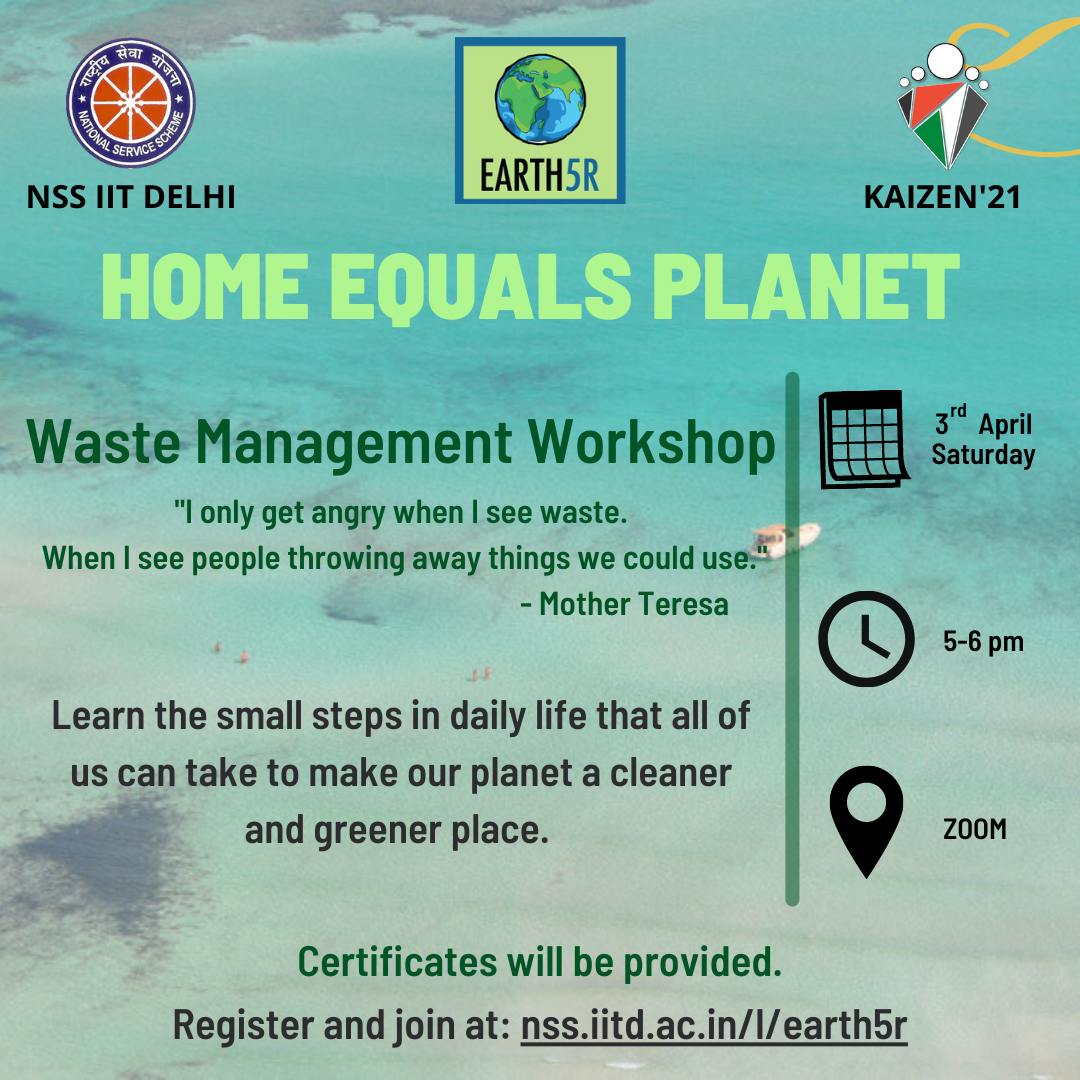 राष्ट्रीय सेवा योजना
NATIONAL SERVICE SCHEME
NSS IIT DELHI
EARTH5R
KAIZEN'21
HOME EQUALS PLANET
Waste Management Workshop
"I only get angry when I see waste.
When I see people throwing away things we could use."
- Mother Teresa
3rd April
Saturday
5-6 pm
ZOOM
Learn the small steps in daily life that all of
us can take to make our planet a cleaner
and greener place.
Certificates will be provided.
Register and join at: nss.iitd.ac.in/l/earth5r